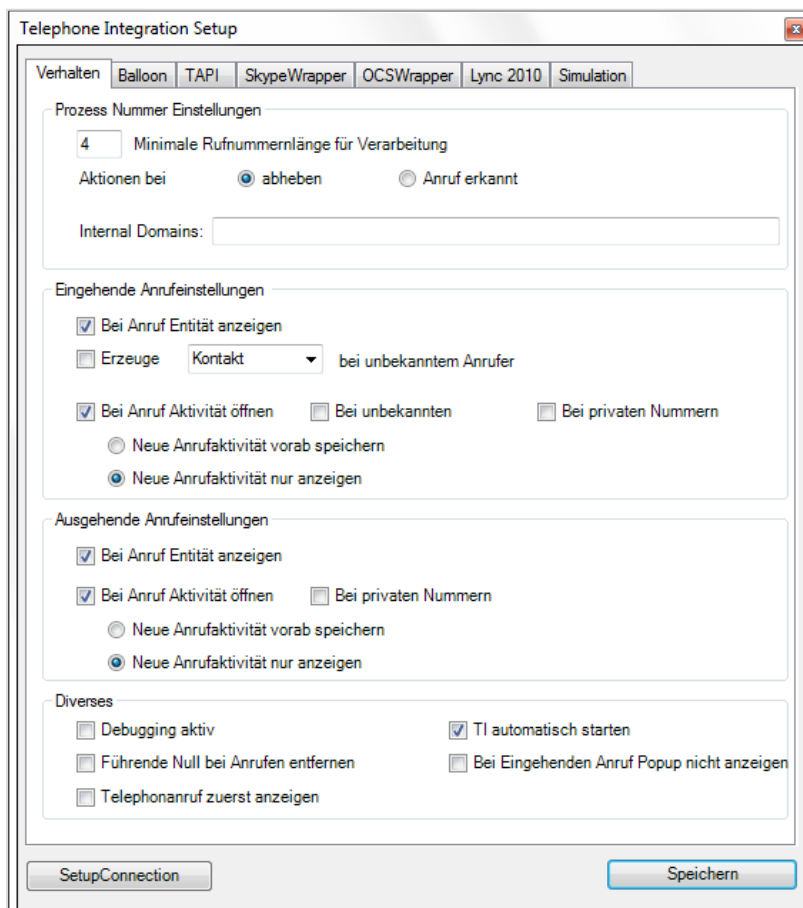 Telephone Integration Setup
Verhalten Balloon TAPI SkypeWrapper OCSWrapper Lync 2010 Simulation
Prozess Nummer Einstellungen
4 Minimale Rufnummernlänge für Verarbeitung
Aktionen bei abheben Anruf erkannt
Internal Domains:
Eingehende Anrufeinstellungen
Bei Anruf Entität anzeigen
Erzeuge Kontakt bei unbekanntem Anrufer
Bei Anruf Aktivität öffnen Bei unbekannten Bei privaten Nummern
Neue Anrufaktivität vorab speichern
Neue Anrufaktivität nur anzeigen
Ausgehende Anrufeinstellungen
Bei Anruf Entität anzeigen
Bei Anruf Aktivität öffnen Bei privaten Nummern
Neue Anrufaktivität vorab speichern
Neue Anrufaktivität nur anzeigen
Diverses
Debugging aktiv TI automatisch starten
Führende Null bei Anrufen entfernen Bei Eingehenden Anruf Popup nicht anzeigen
Telephonanruf zuerst anzeigen
SetupConnection Speichern